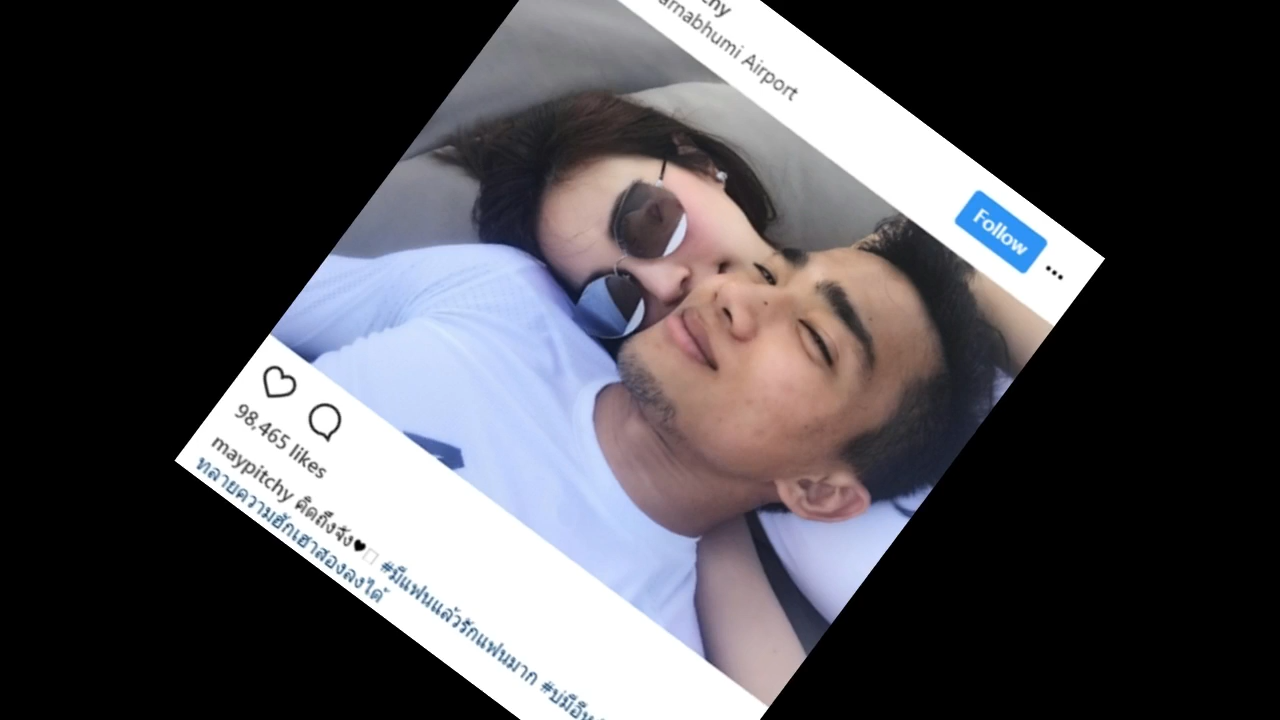 Airport
Follow
98,465 likes
maypitchy คิดถึงจัง♥ #มีแฟนแล้วรักแฟนมาก
ทลายความฮักเฮาสองลงได้